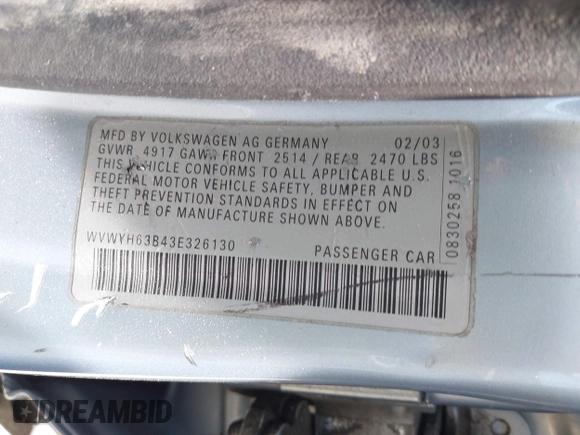 MFD BY VOLKSWAGEN AG GERMANY 02/03
GVWR 4917 GAWR FRONT 2514 / REAR 2470 LBS
THIS VEHICLE CONFORMS TO ALL APPLICABLE U.S.
FEDERAL MOTOR VEHICLE SAFETY, BUMPER AND
THEFT PREVENTION STANDARDS IN EFFECT ON
THE DATE OF MANUFACTURE SHOWN ABOVE.
WVWYH63B43E326130 PASSENGER CAR
08302581016
DREAMBID